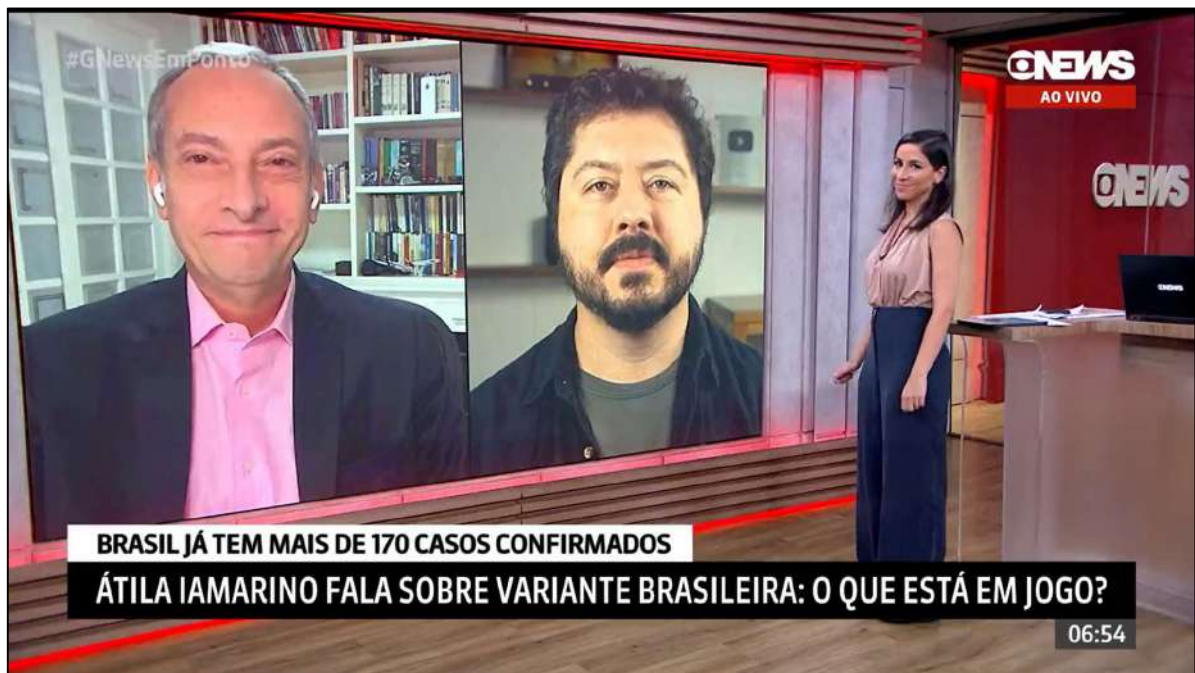 #GNewsEmPonto
GNEWS
AO VIVO
GNEWS
GNEWS
BRASIL JÁ TEM MAIS DE 170 CASOS CONFIRMADOS
ÁTILA IAMARINO FALA SOBRE VARIANTE BRASILEIRA: O QUE ESTÁ EM JOGO?
06:54